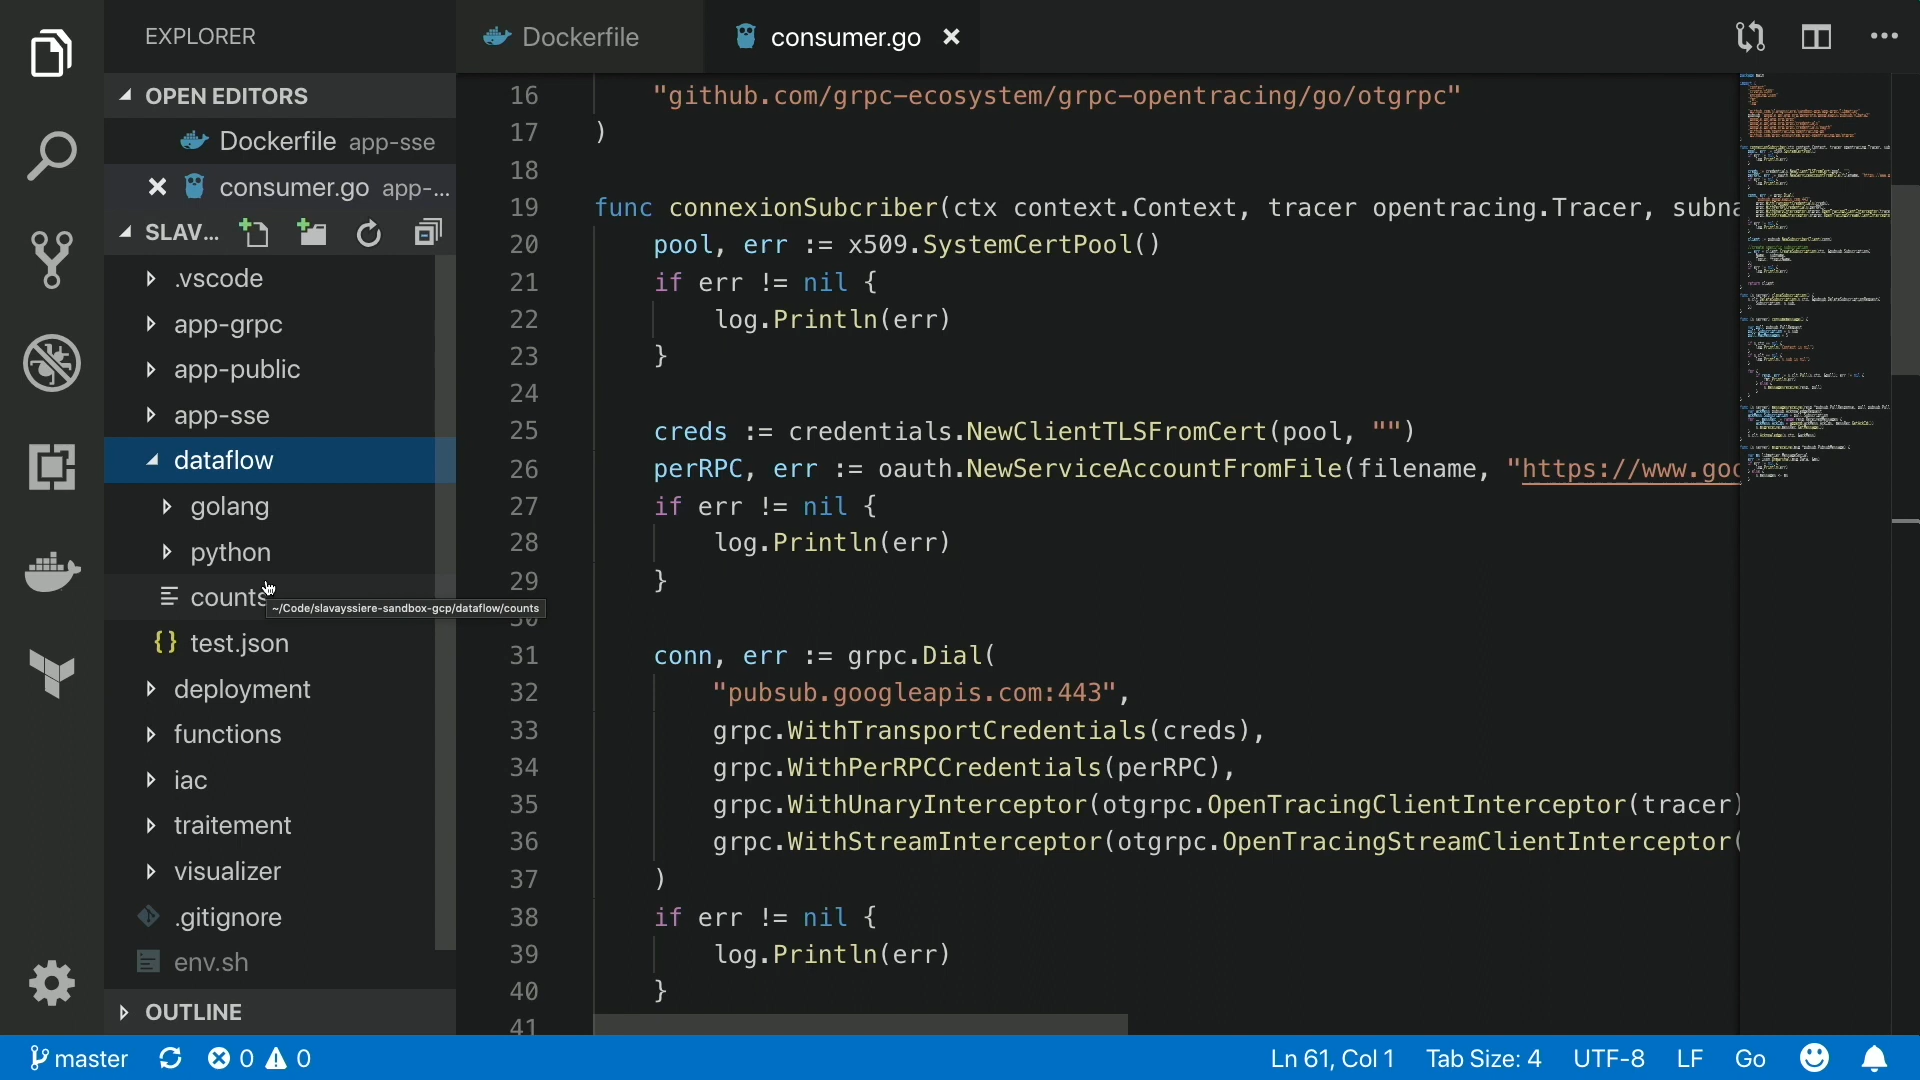 EXPLORER
OPEN EDITORS
Dockerfile app-sse
consumer.go app-...
SLAV...
.vscode
app-grpc
app-public
app-sse
dataflow
golang
python
counts
~/Code/slavayssiere-sandbox-gcp/dataflow/counts
test.json
deployment
functions
iac
traitement
visualizer
.gitignore
env.sh
OUTLINE
Dockerfile
consumer.go
16 "github.com/grpc-ecosystem/grpc-opentracing/go/otgrpc"
17 )
18
19 func connexionSubcriber(ctx context.Context, tracer opentracing.Tracer, subna
20 pool, err := x509.SystemCertPool()
21 if err != nil {
22 log.Println(err)
23 }
24
25 creds := credentials.NewClientTLSFromCert(pool, "")
26 perRPC, err := oauth.NewServiceAccountFromFile(filename, "https://www.goo
27 if err != nil {
28 log.Println(err)
29 }
30
31 conn, err := grpc.Dial(
32 "pubsub.googleapis.com:443",
33 grpc.WithTransportCredentials(creds),
34 grpc.WithPerRPCCredentials(perRPC),
35 grpc.WithUnaryInterceptor(otgrpc.OpenTracingClientInterceptor(tracer)
36 grpc.WithStreamInterceptor(otgrpc.OpenTracingStreamClientInterceptor(
37 )
38 if err != nil {
39 log.Println(err)
40 }
41
master 0 0
Ln 61, Col 1 Tab Size: 4 UTF-8 LF Go